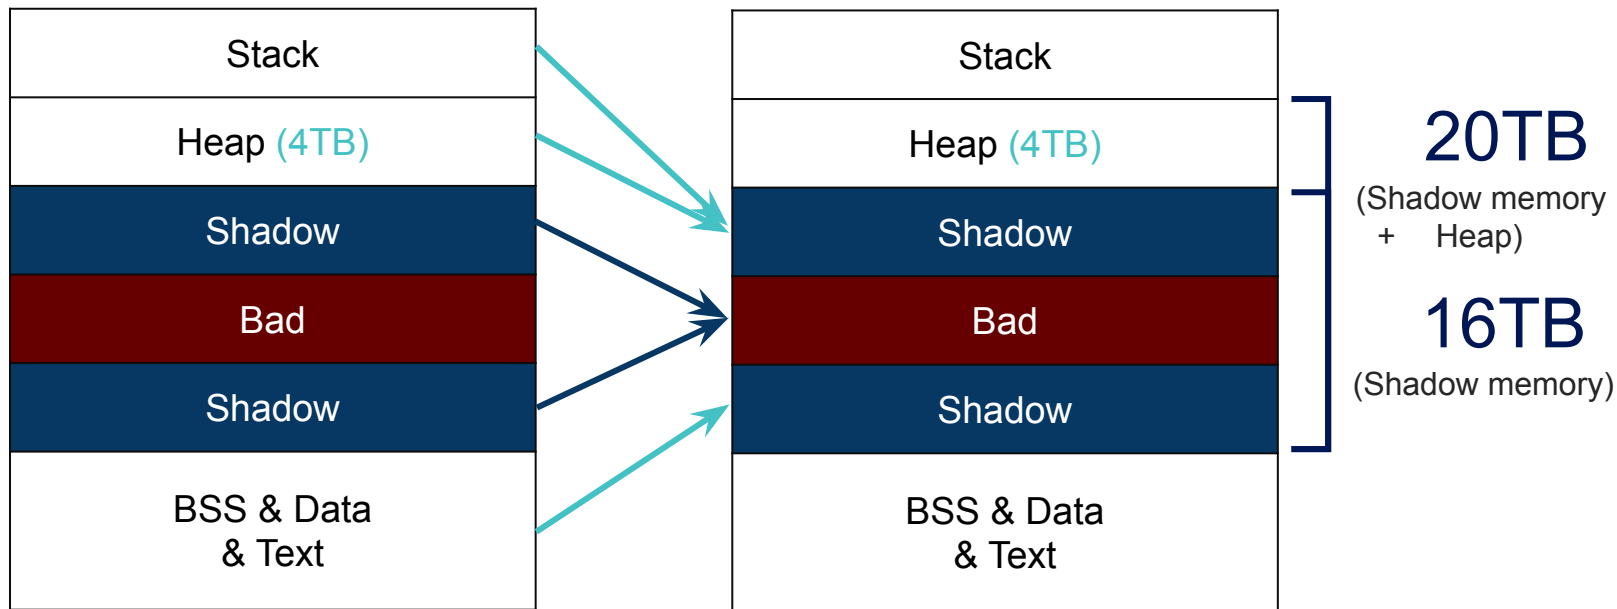 Stack
Heap (4TB)
Shadow
Bad
Shadow
BSS & Data
& Text
Stack
Heap (4TB)
Shadow
Bad
Shadow
BSS & Data
& Text
20TB
(Shadow memory
+ Heap)
16TB
(Shadow memory)